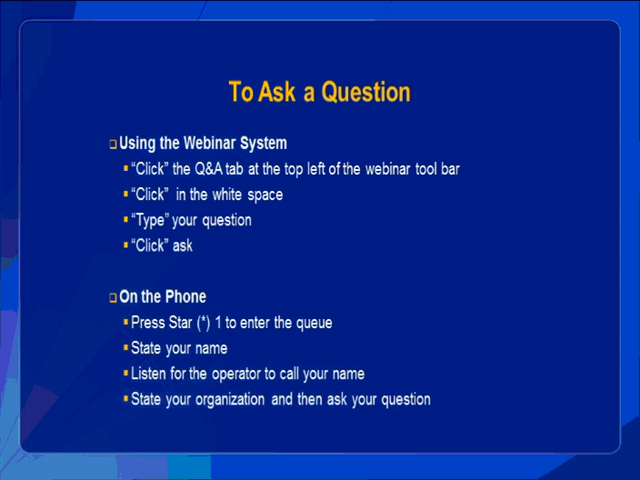 To Ask a Question
❑Using the Webinar System
▪“Click” the Q&A tab at the top left of the webinar tool bar
▪“Click” in the white space
▪“Type” your question
▪“Click” ask
❑On the Phone
▪Press Star (*) 1 to enter the queue
▪State your name
▪Listen for the operator to call your name
▪State your organization and then ask your question